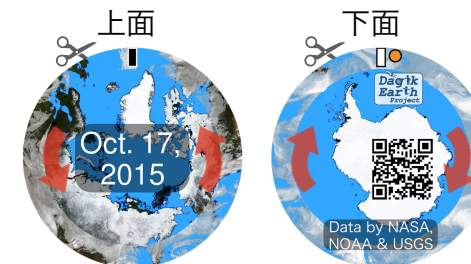 上面
下面
Oct. 17,
2015
Dagik
Earth
Project
Data by NASA,
NOAA & USGS